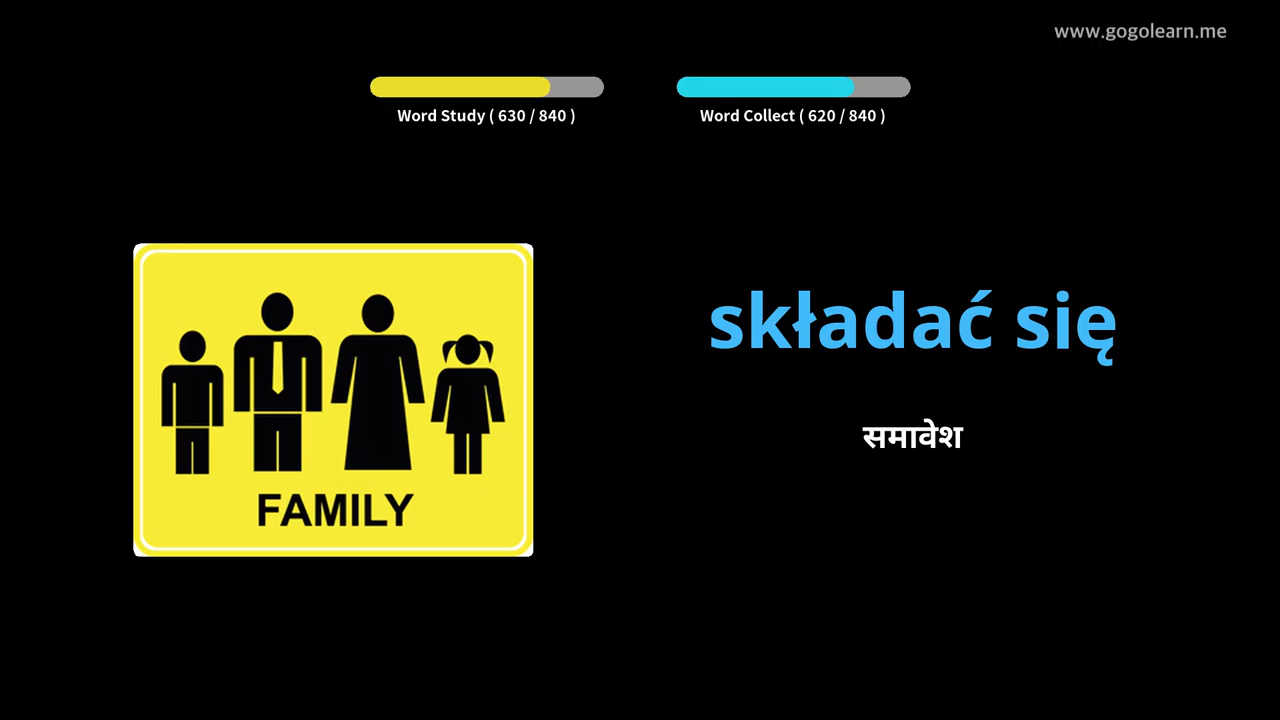 www.gogolearn.me
Word Study ( 630 / 840 )
Word Collect ( 620 / 840 )
składać się
समावेश
FAMILY